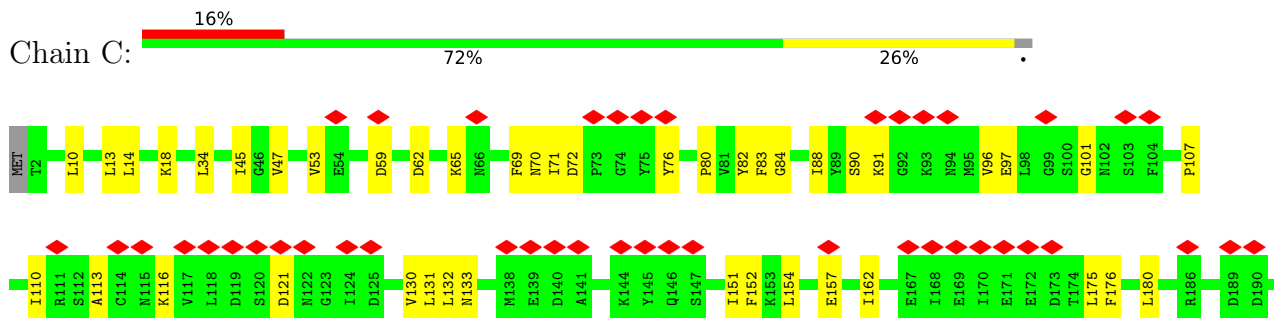 16%
Chain C:
72% 26% •
MET T2 L10 L13 L14 K18 L34 I45 G46 V47 V53 E54 D59 D62 K65 N66 F69 N70 I71 D72 P73 G74 Y75 Y76 P80 V81 Y82 F83 G84 I88 Y89 S90 K91 G92 K93 N94 M95 V96 E97 L98 G99 S100 G101 N102 S103 F104 P107
I110 R111 S112 A113 C114 N115 K116 V117 L118 D119 S120 D121 N122 G123 I124 D125 V130 L131 L132 N133 M138 E139 D140 A141 K144 Y145 Q146 S147 I151 F152 K153 L154 E157 I162 E167 I168 E169 I170 E171 E172 D173 T174 L175 F176 L180 R186 D189 D190